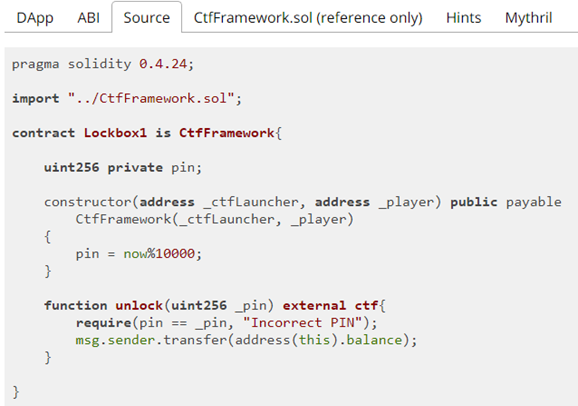 DApp ABI Source CtfFramework.sol (reference only) Hints Mythril
pragma solidity 0.4.24;
import "../CtfFramework.sol";
contract Lockbox1 is CtfFramework{
uint256 private pin;
constructor(address _ctfLauncher, address _player) public payable
CtfFramework(_ctfLauncher, _player)
{
pin = now%10000;
}
function unlock(uint256 _pin) external ctf{
require(pin == _pin, "Incorrect PIN");
msg.sender.transfer(address(this).balance);
}
}